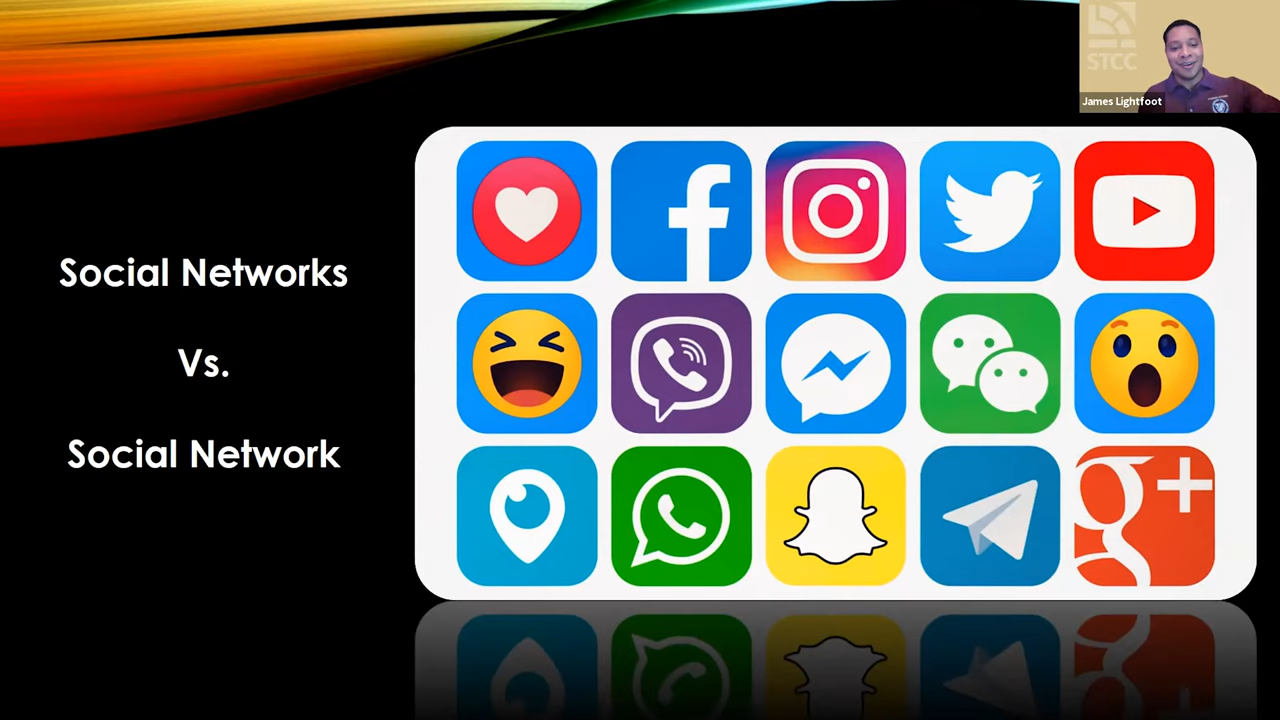 STCC
James Lightfoot
Social Networks
Vs.
Social Network
f
g+